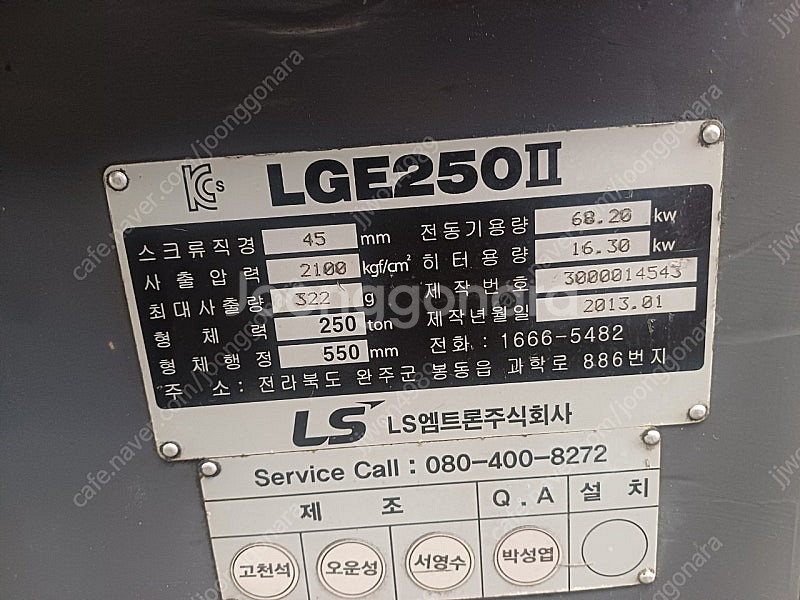 KCs LGE250II
스크류직경 45 mm 전동기용량 68.20 kw
사출압력 2100 kgf/cm² 히터용량 16.30 kw
최대사출량 322 g 제작번호 3000014543
형체력 250 ton 제작년월일 2013.01
형체행정 550 mm 전화 : 1666-5482
주소 : 전라북도 완주군 봉동읍 과학로 886번지
LS LS엠트론주식회사
Service Call : 080-400-8272
제조 Q.A 설치
고천석 오운성 서영수 박성엽
joonggonara
cafe.naver.com/joonggonara